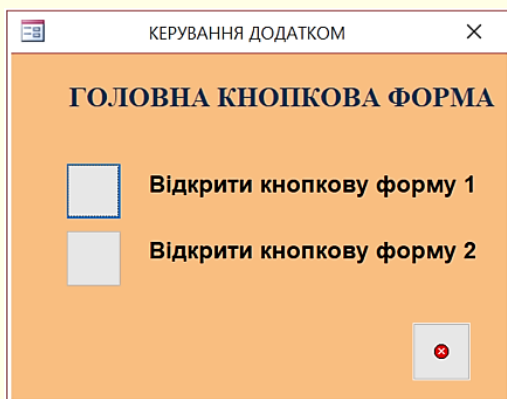 КЕРУВАННЯ ДОДАТКОМ
ГОЛОВНА КНОПКОВА ФОРМА
Відкрити кнопкову форму 1
Відкрити кнопкову форму 2